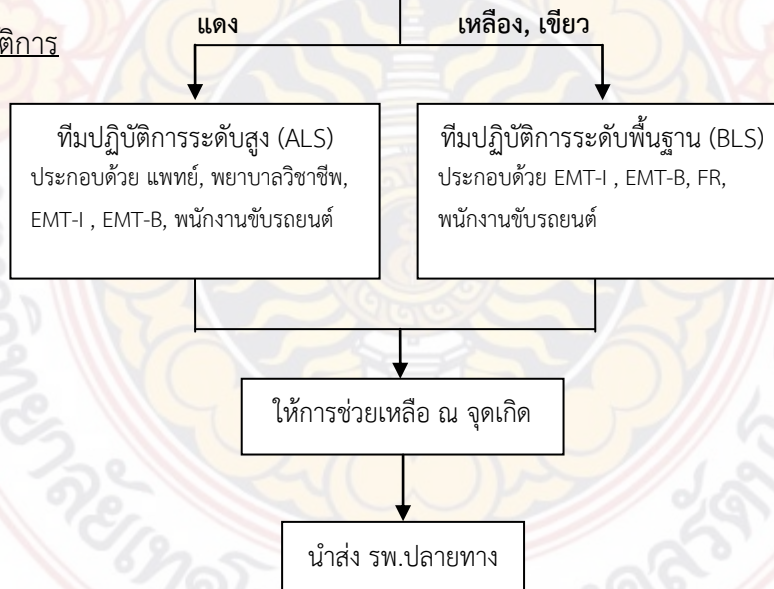 แดง
เหลือง, เขียว
ติการ
ทีมปฏิบัติการระดับสูง (ALS)
ประกอบด้วย แพทย์, พยาบาลวิชาชีพ,
EMT-I , EMT-B, พนักงานขับรถยนต์
ทีมปฏิบัติการระดับพื้นฐาน (BLS)
ประกอบด้วย EMT-I , EMT-B, FR,
พนักงานขับรถยนต์
ให้การช่วยเหลือ ณ จุดเกิด
นำส่ง รพ.ปลายทาง